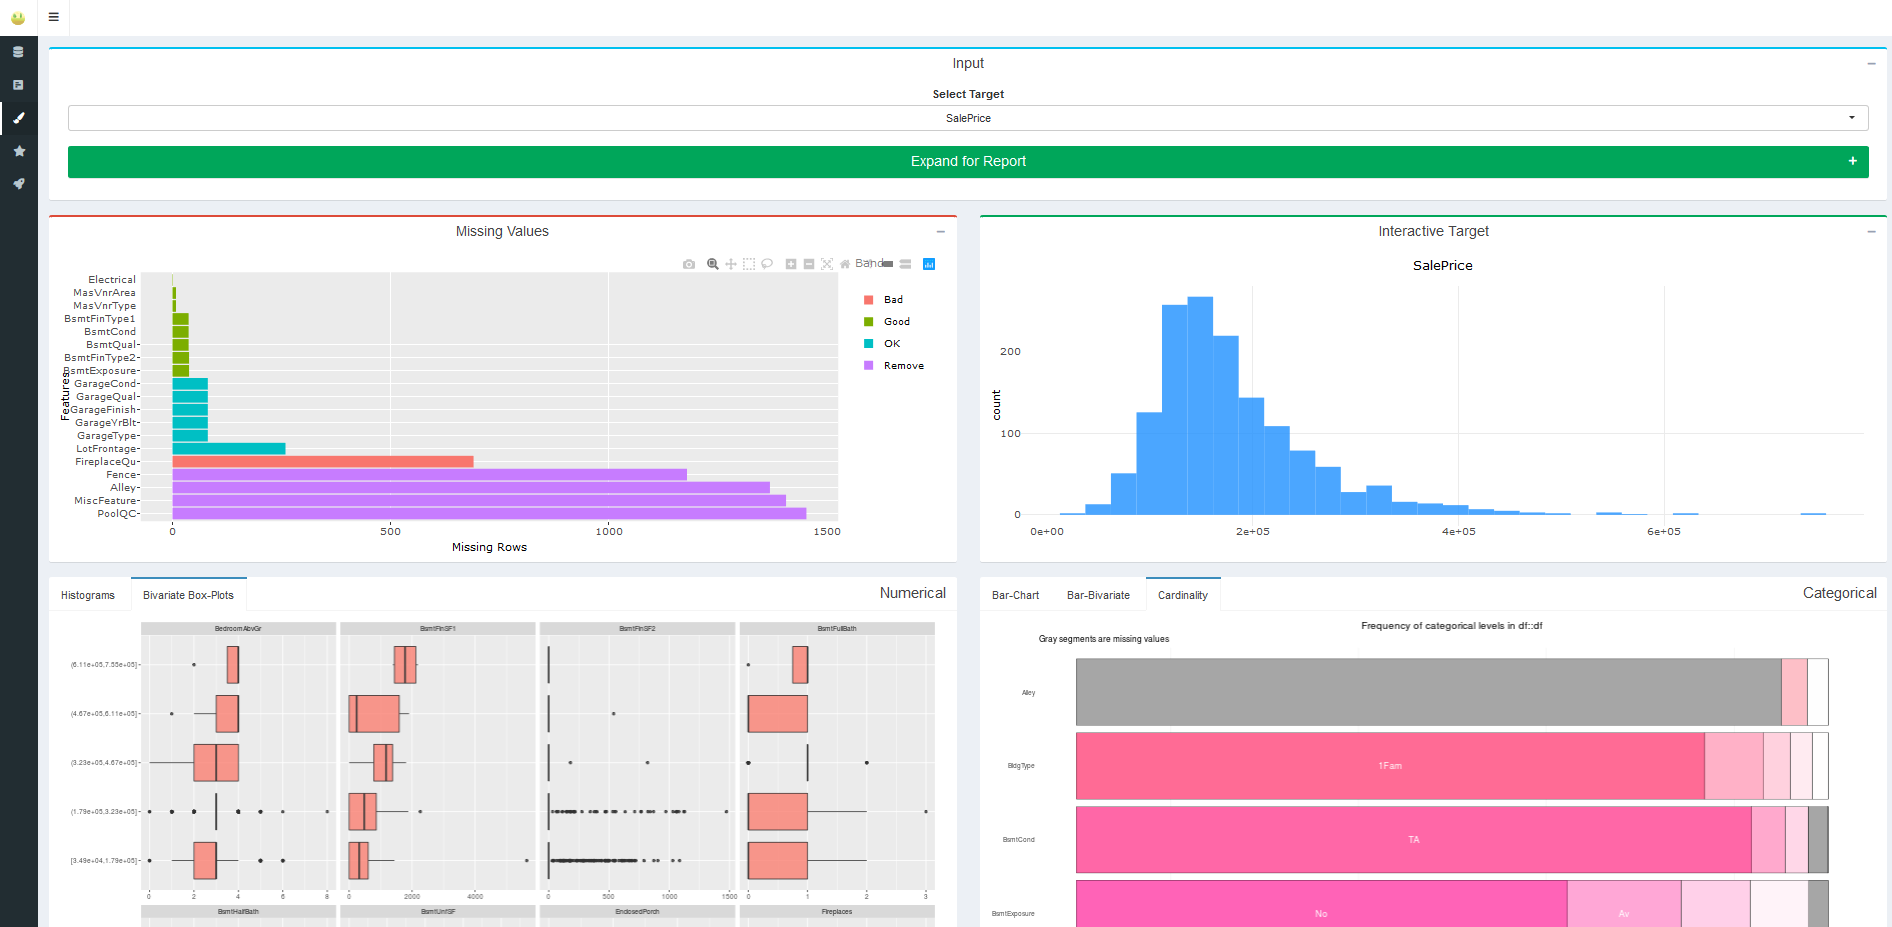 Input
Select Target
SalePrice
Expand for Report
Missing Values
Band
Electrical
MasVnrArea
MasVnrType
BsmtFinType1
BsmtCond
BsmtQual
BsmtFinType2
BsmtExposure
GarageCond
GarageQual
GarageFinish
GarageYrBlt
GarageType
LotFrontage
FireplaceQu
Fence
Alley
MiscFeature
PoolQC
Features
0 500 1000 1500
Missing Rows
Bad
Good
OK
Remove
Interactive Target
SalePrice
count
200
100
0
0e+00 2e+05 4e+05 6e+05
Histograms Bivariate Box-Plots Numerical
BedroomAbvGr BsmtFinSF1 BsmtFinSF2 BsmtFullBath
(6.11e+05,7.55e+05]
(4.67e+05,6.11e+05]
(3.23e+05,4.67e+05]
(1.79e+05,3.23e+05]
[3.49e+04,1.79e+05]
0 2 4 6 8 0 2000 4000 0 500 1000 1500 0 1 2 3
BsmtHalfBath BsmtUnfSF EnclosedPorch Fireplaces
Bar-Chart Bar-Bivariate Cardinality Categorical
Frequency of categorical levels in df::df
Gray segments are missing values
Alley
BldgType 1Fam
BsmtCond TA
BsmtExposure No Av